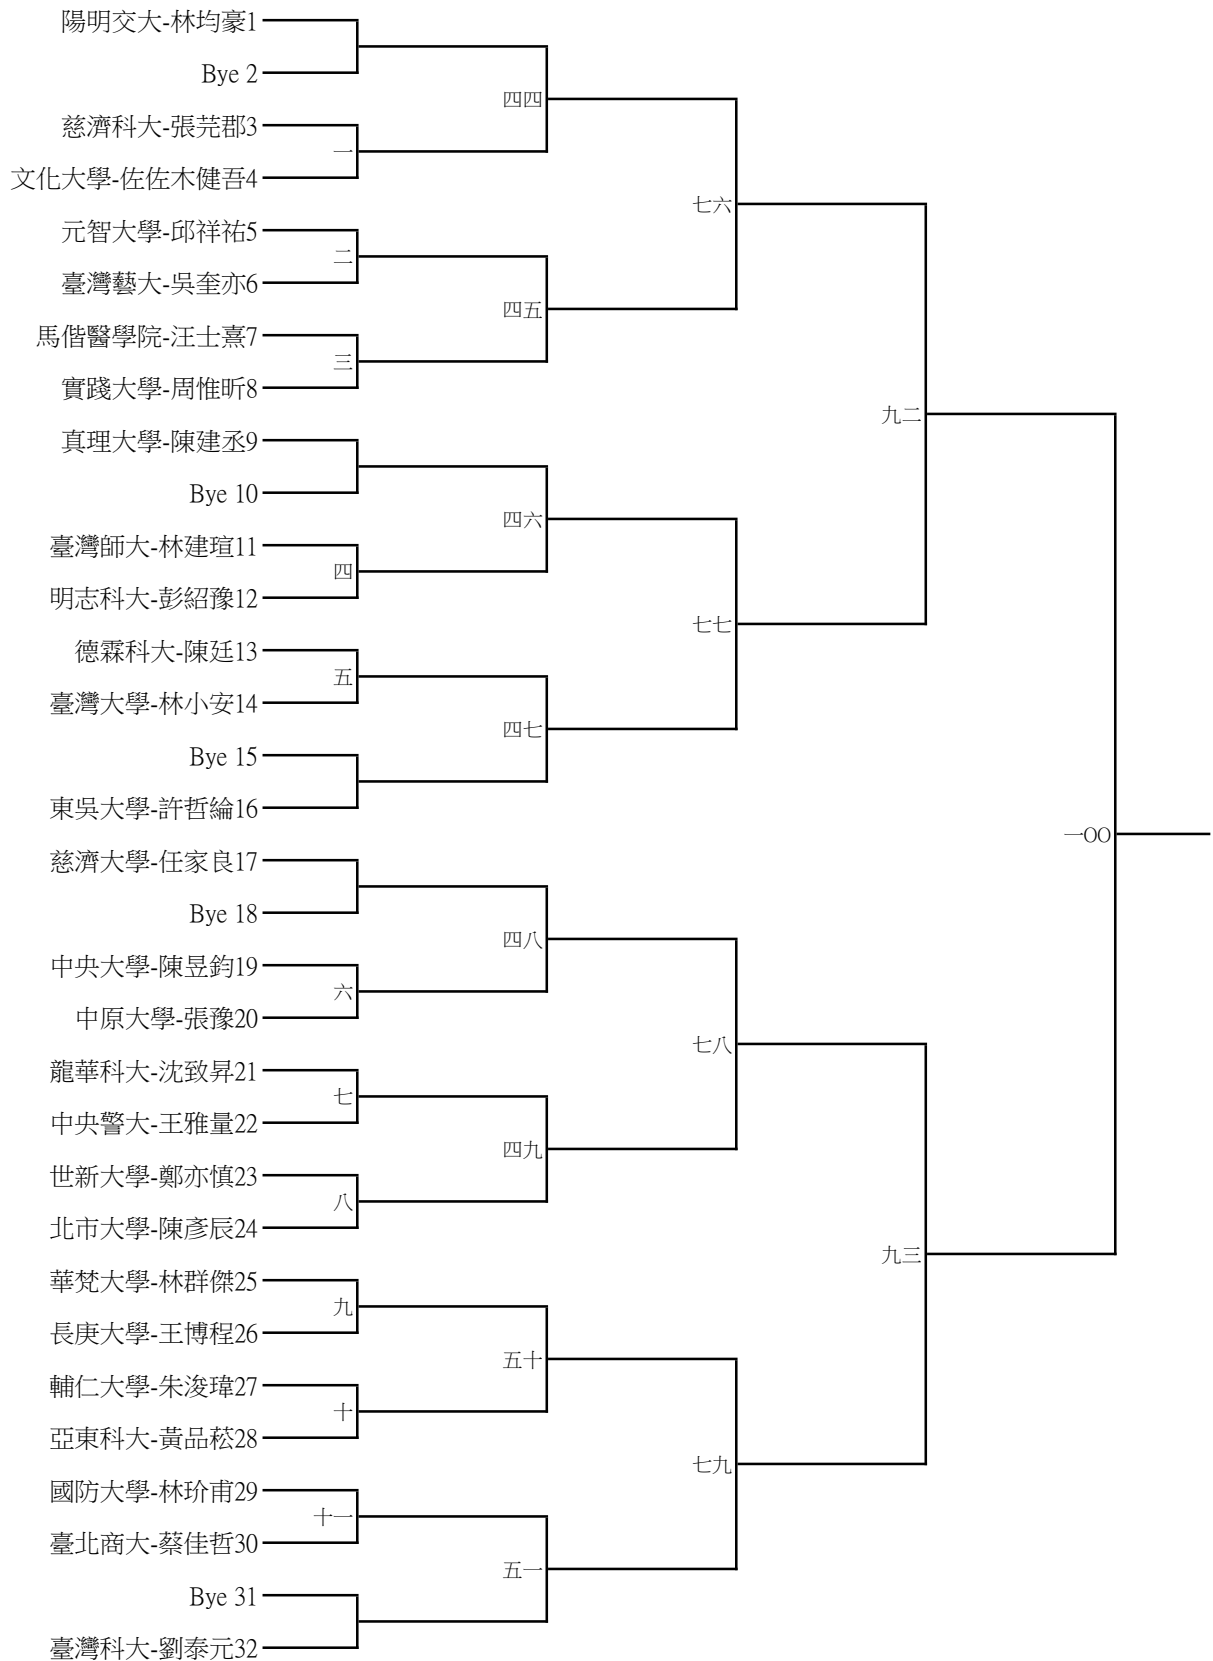 陽明交大-林均豪1
Bye 2
四四
慈濟科大-張芫郡3
一
文化大學-佐佐木健吾4
七六
元智大學-邱祥祐5
二
臺灣藝大-吳奎亦6
四五
馬偕醫學院-汪士熹7
三
實踐大學-周惟昕8
九二
真理大學-陳建丞9
Bye 10
四六
臺灣師大-林建瑄11
四
明志科大-彭紹豫12
七七
德霖科大-陳廷13
五
臺灣大學-林小安14
四七
Bye 15
東吳大學-許哲綸16
一OO
慈濟大學-任家良17
Bye 18
四八
中央大學-陳昱鈞19
六
中原大學-張豫20
七八
龍華科大-沈致昇21
七
中央警大-王雅量22
四九
世新大學-鄭亦慎23
八
北市大學-陳彥辰24
九三
華梵大學-林群傑25
九
長庚大學-王博程26
五十
輔仁大學-朱浚瑋27
十
亞東科大-黃品菘28
七九
國防大學-林玠甫29
十一
臺北商大-蔡佳哲30
五一
Bye 31
臺灣科大-劉泰元32